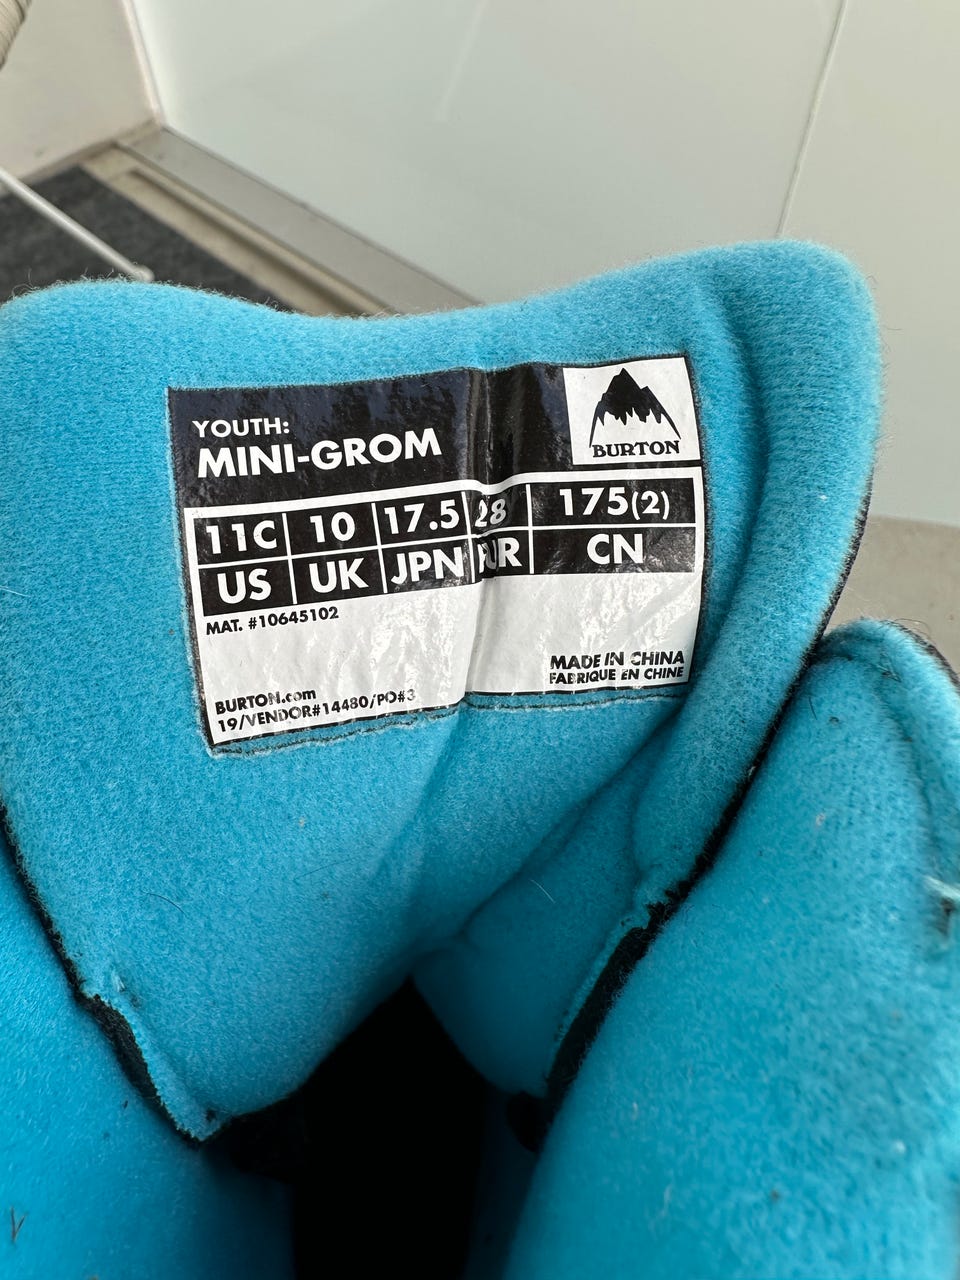 YOUTH:
MINI-GROM
BURTON
11C 10 17.5 28 175(2)
US UK JPN EUR CN
MAT. #10645102
MADE IN CHINA
FABRIQUE EN CHINE
BURTON.com
19/VENDOR#14480/PO#3